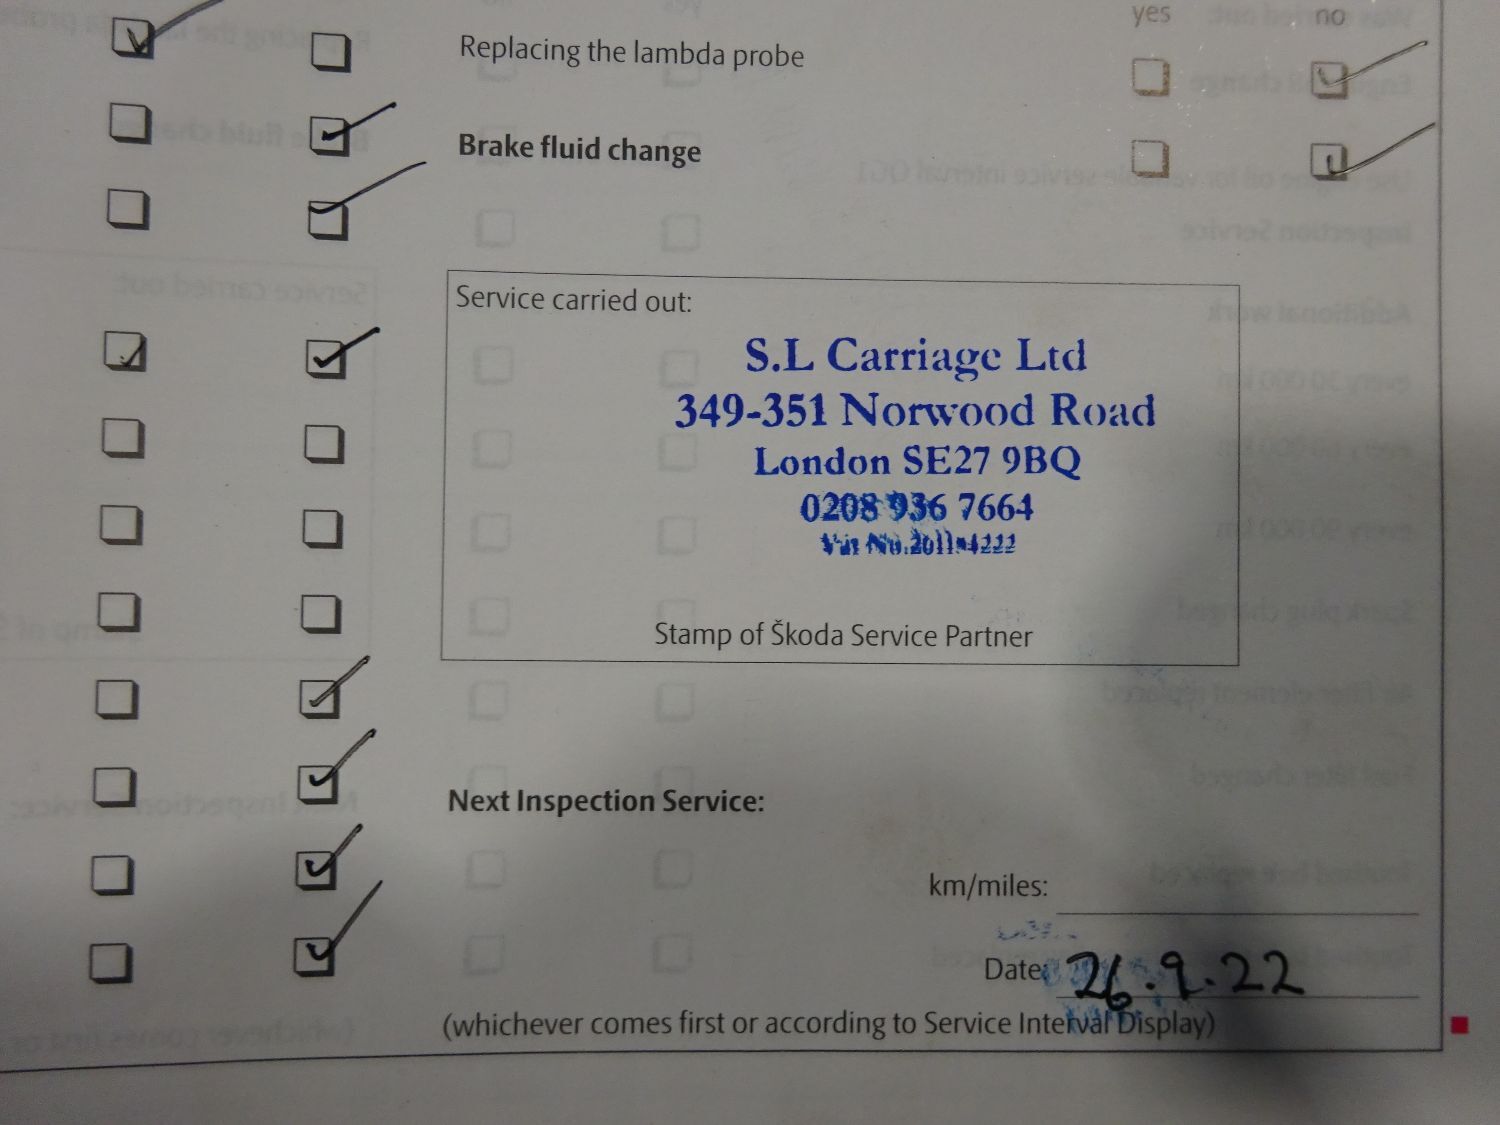 yes no
Replacing the lambda probe
Brake fluid change
Service carried out:
S.L Carriage Ltd
349-351 Norwood Road
London SE27 9BQ
0208 936 7664
Stamp of Škoda Service Partner
Next Inspection Service:
km/miles:
Date: 26.9.22
(whichever comes first or according to Service Interval Display)